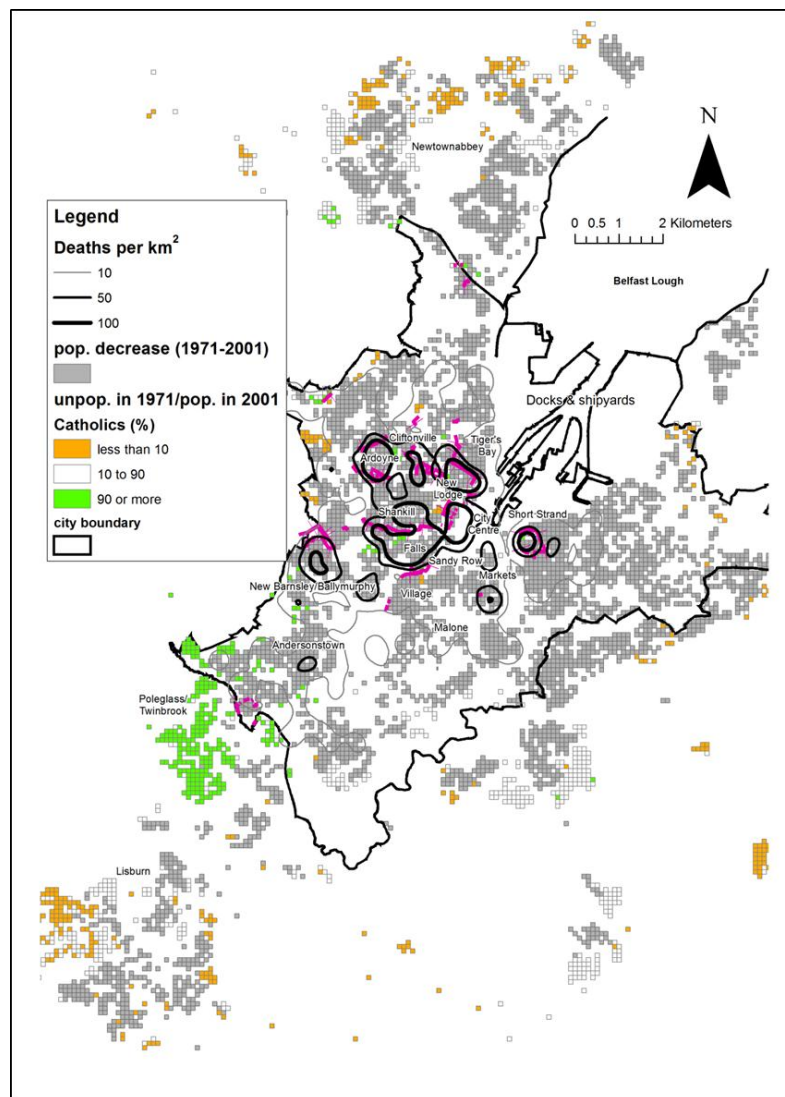 Newtownabbey
N
0 0.5 1 2 Kilometers
Belfast Lough
Legend
Deaths per km²
10
50
100
pop. decrease (1971-2001)
unpop. in 1971/pop. in 2001
Catholics (%)
less than 10
10 to 90
90 or more
city boundary
Docks & shipyards
Cliftonville
Tiger's
Bay
Ardoyne
New
Lodge
Shankill
City
Centre
Short Strand
Falls
Sandy Row
Markets
New Barnsley/Ballymurphy
Village
Malone
Andersonstown
Poleglass/
Twinbrook
Lisburn